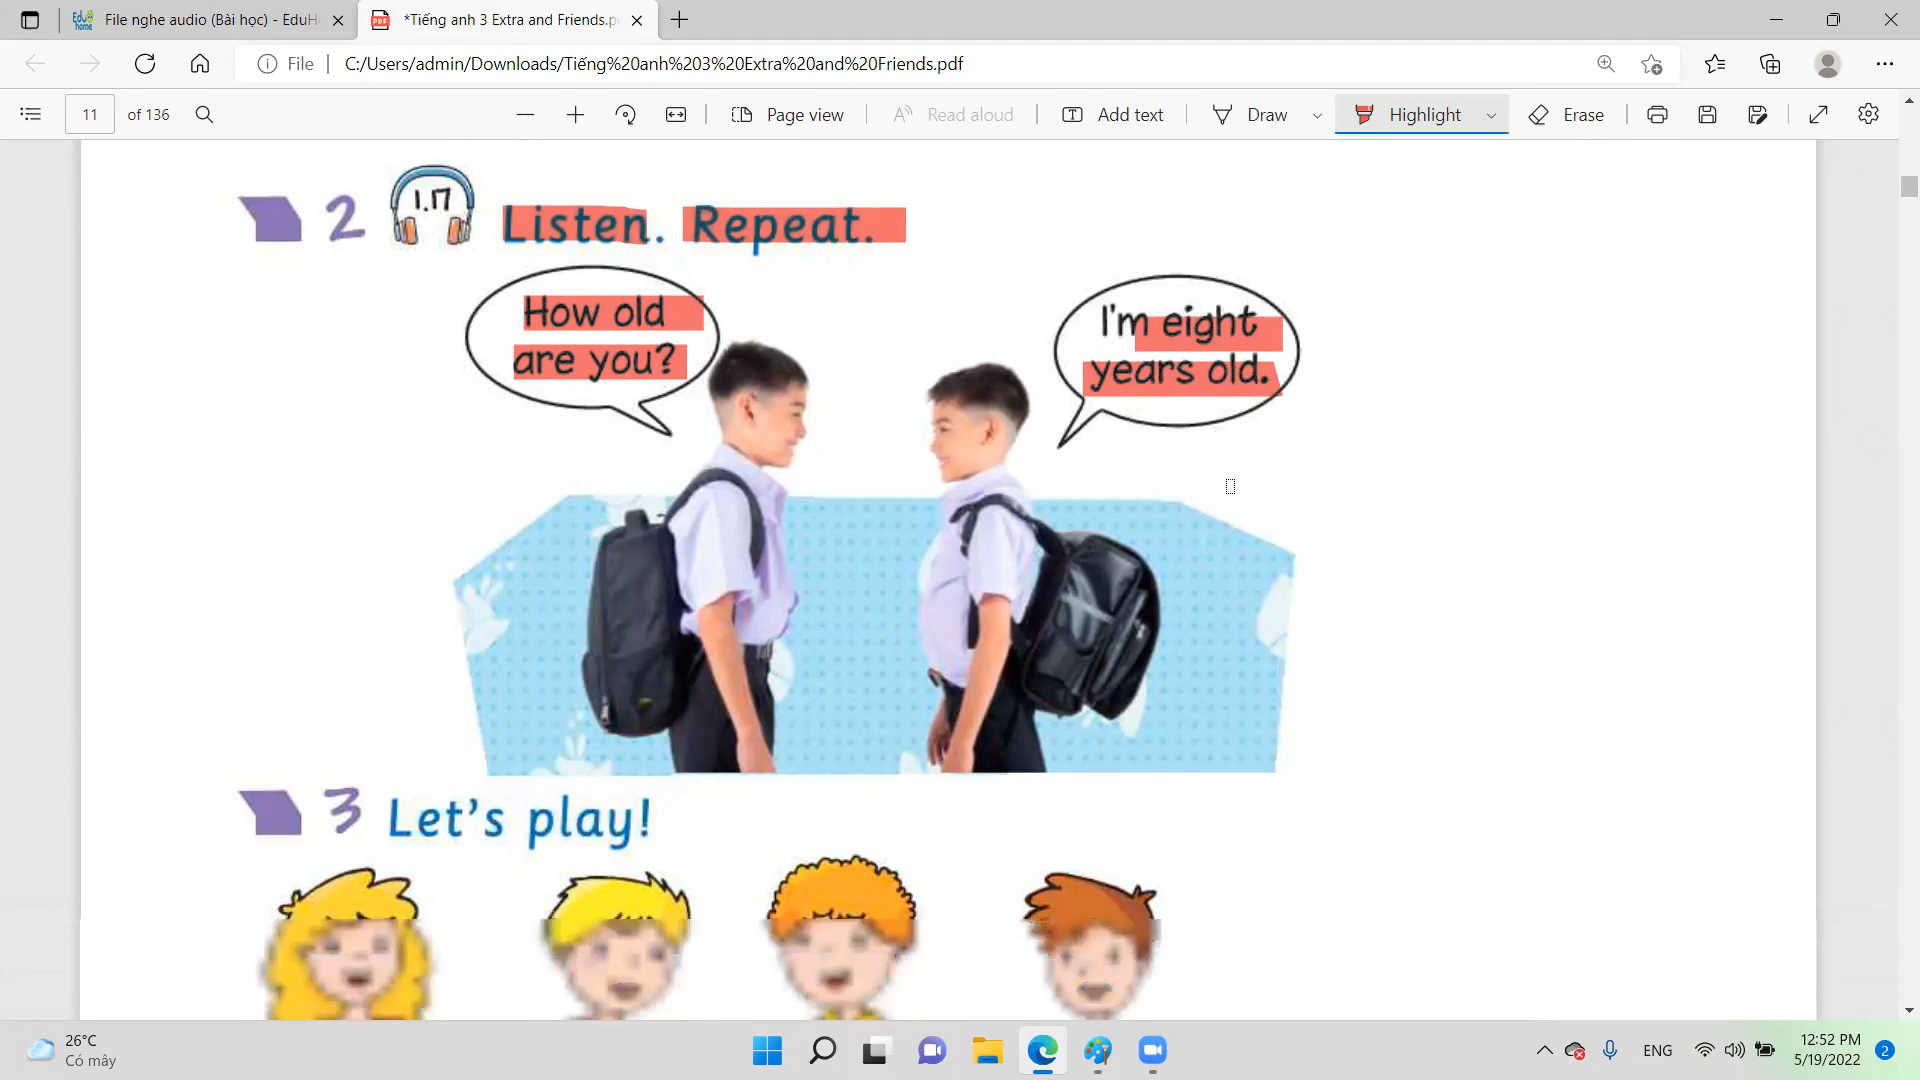 File nghe audio (Bài học) - EduH
*Tiếng anh 3 Extra and Friends.p
File
C:/Users/admin/Downloads/Tiếng%20anh%203%20Extra%20and%20Friends.pdf
11 of 136
Page view
Read aloud
Add text
Draw
Highlight
Erase
2 1.17 Listen. Repeat.
How old
are you?
I'm eight
years old.
3 Let's play!
26°C
Có mây
ENG
12:52 PM
5/19/2022
2